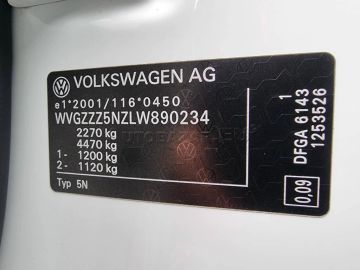 VOLKSWAGEN AG
e1*2001/116*0450
WVGZZZ5NZLW890234
2270 kg
4470 kg
1- 1200 kg
2- 1120 kg
Typ 5N
DFGA 6143 1
1253526
0,09